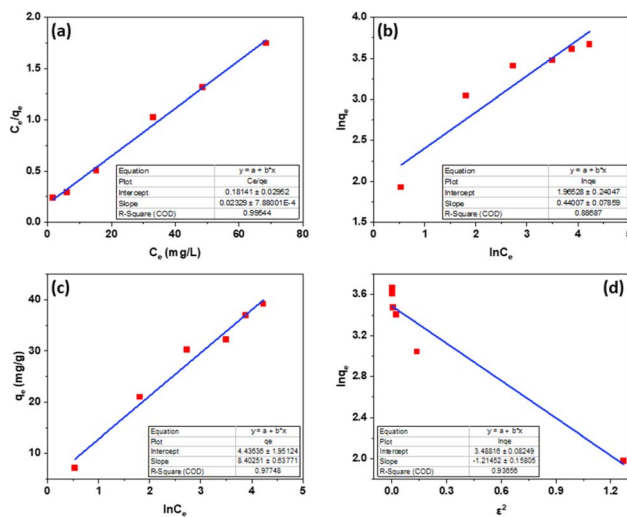 (a)
Ce/qe
2.0
1.5
1.0
0.5
0.0
0 20 40 60 80
Ce (mg/L)
Equation y = a + b*x
Plot Ce/qe
Intercept 0.18141 ± 0.02952
Slope 0.02329 ± 7.88001E-4
R-Square (COD) 0.99544
(b)
lnqe
4.0
3.5
3.0
2.5
2.0
1.5
0 1 2 3 4 5
lnCe
Equation y = a + b*x
Plot lnqe
Intercept 1.96628 ± 0.24047
Slope 0.44007 ± 0.07859
R-Square (COD) 0.88687
(c)
qe (mg/g)
40
30
20
10
0 1 2 3 4 5
lnCe
Equation y = a + b*x
Plot qe
Intercept 4.43636 ± 1.95124
Slope 8.40251 ± 0.63771
R-Square (COD) 0.97748
(d)
lnqe
3.6
3.2
2.8
2.4
2.0
0.0 0.3 0.6 0.9 1.2
ε²
Equation y = a + b*x
Plot lnqe
Intercept 3.48816 ± 0.08249
Slope -1.21452 ± 0.15805
R-Square (COD) 0.93656